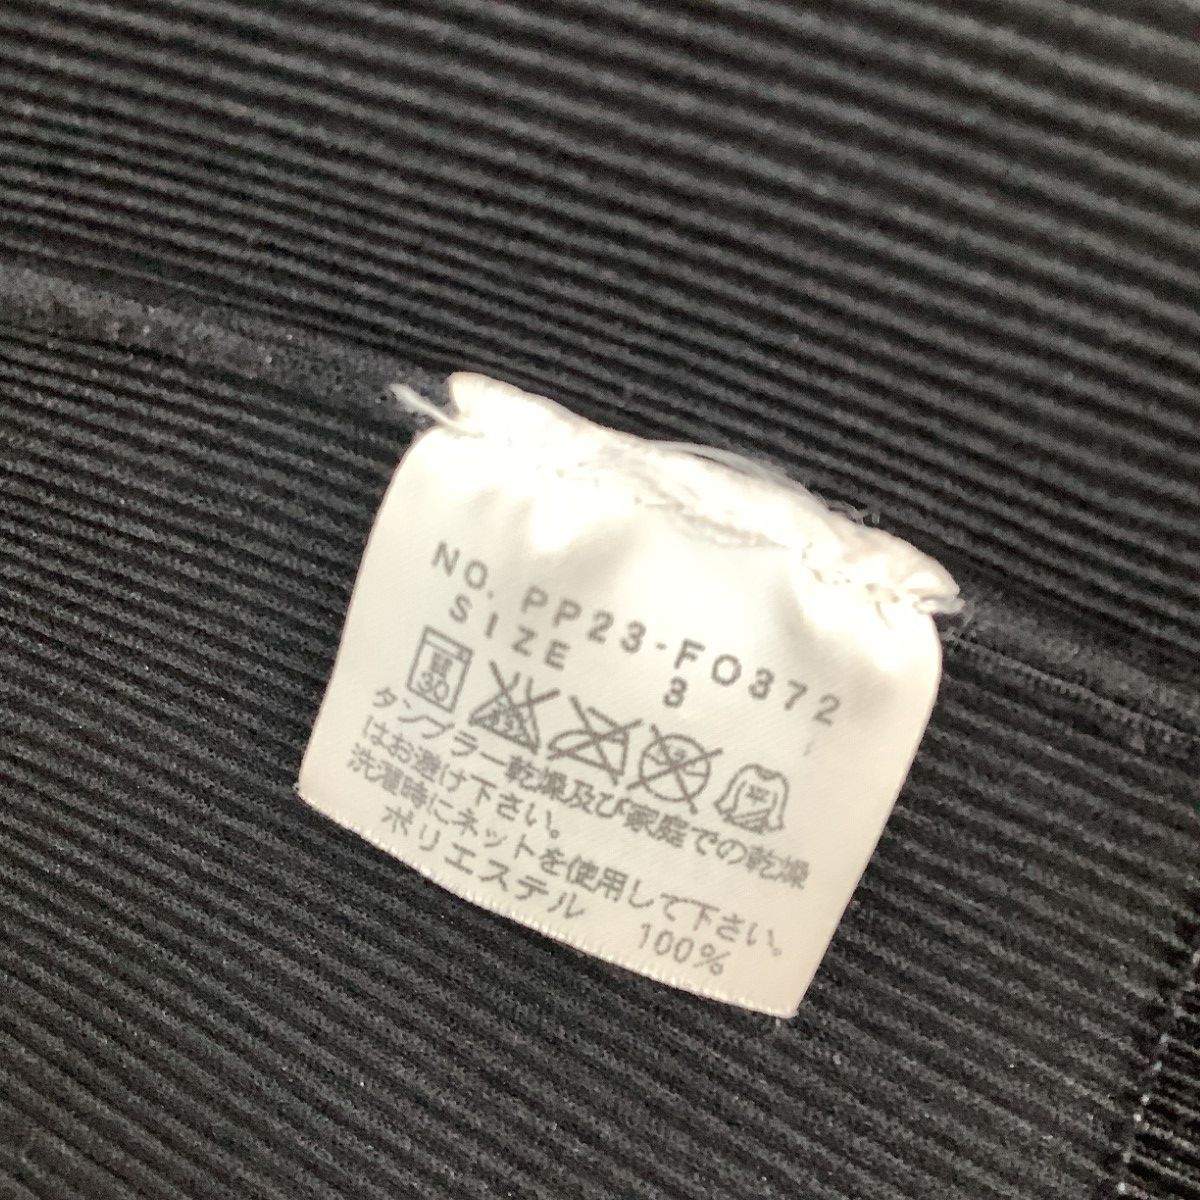 NO. PP23-FO372
SIZE 3
30
タンブラー乾燥及び家庭での乾燥
はお避け下さい。
洗濯時にネットを使用して下さい。
ポリエステル 100%